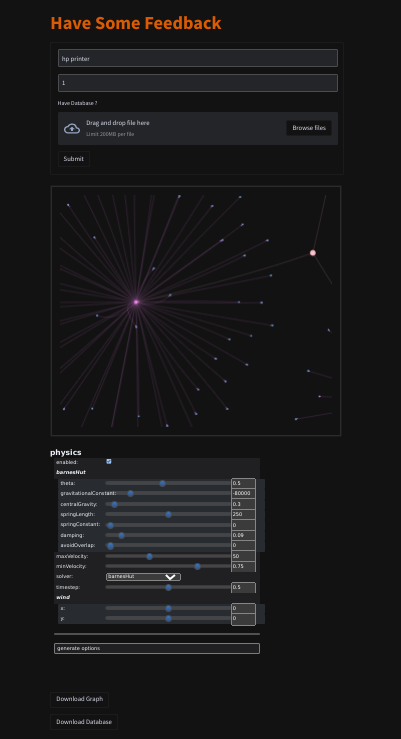 Have Some Feedback
hp printer
1
Have Database ?
Drag and drop file here
Limit 200MB per file
Browse files
Submit
physics
enabled:
barnesHut
theta: 0.5
gravitationalConstant: -80000
centralGravity: 0.3
springLength: 250
springConstant: 0
damping: 0.09
avoidOverlap: 0
maxVelocity: 50
minVelocity: 0.75
solver: barnesHut
timestep: 0.5
wind
x: 0
y: 0
generate options
Download Graph
Download Database